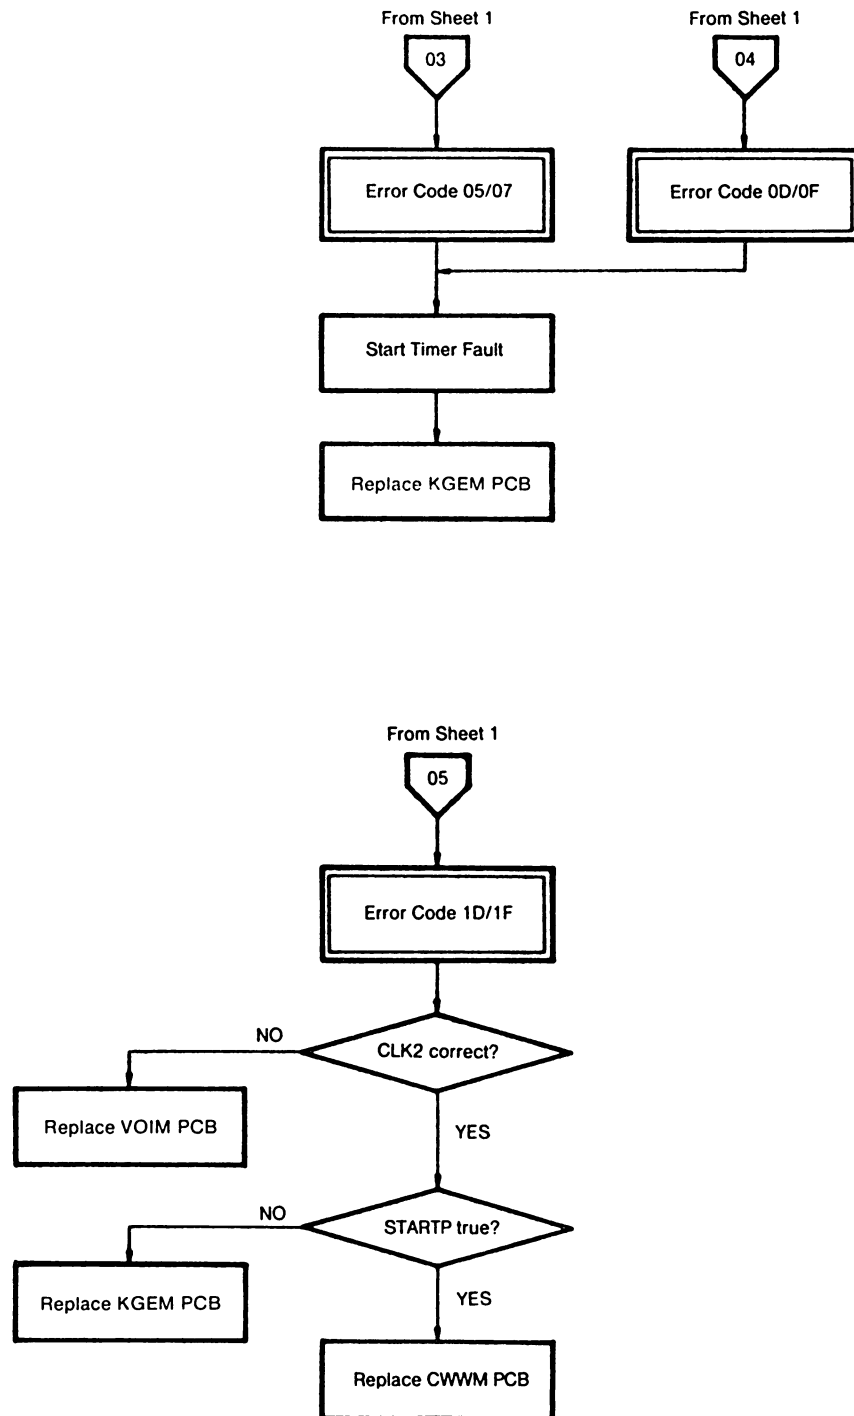 From Sheet 1
From Sheet 1
03
04
Error Code 05/07
Error Code 0D/0F
Start Timer Fault
Replace KGEM PCB
From Sheet 1
05
Error Code 1D/1F
NO
CLK2 correct?
Replace VOIM PCB
YES
NO
STARTP true?
Replace KGEM PCB
YES
Replace CWWM PCB